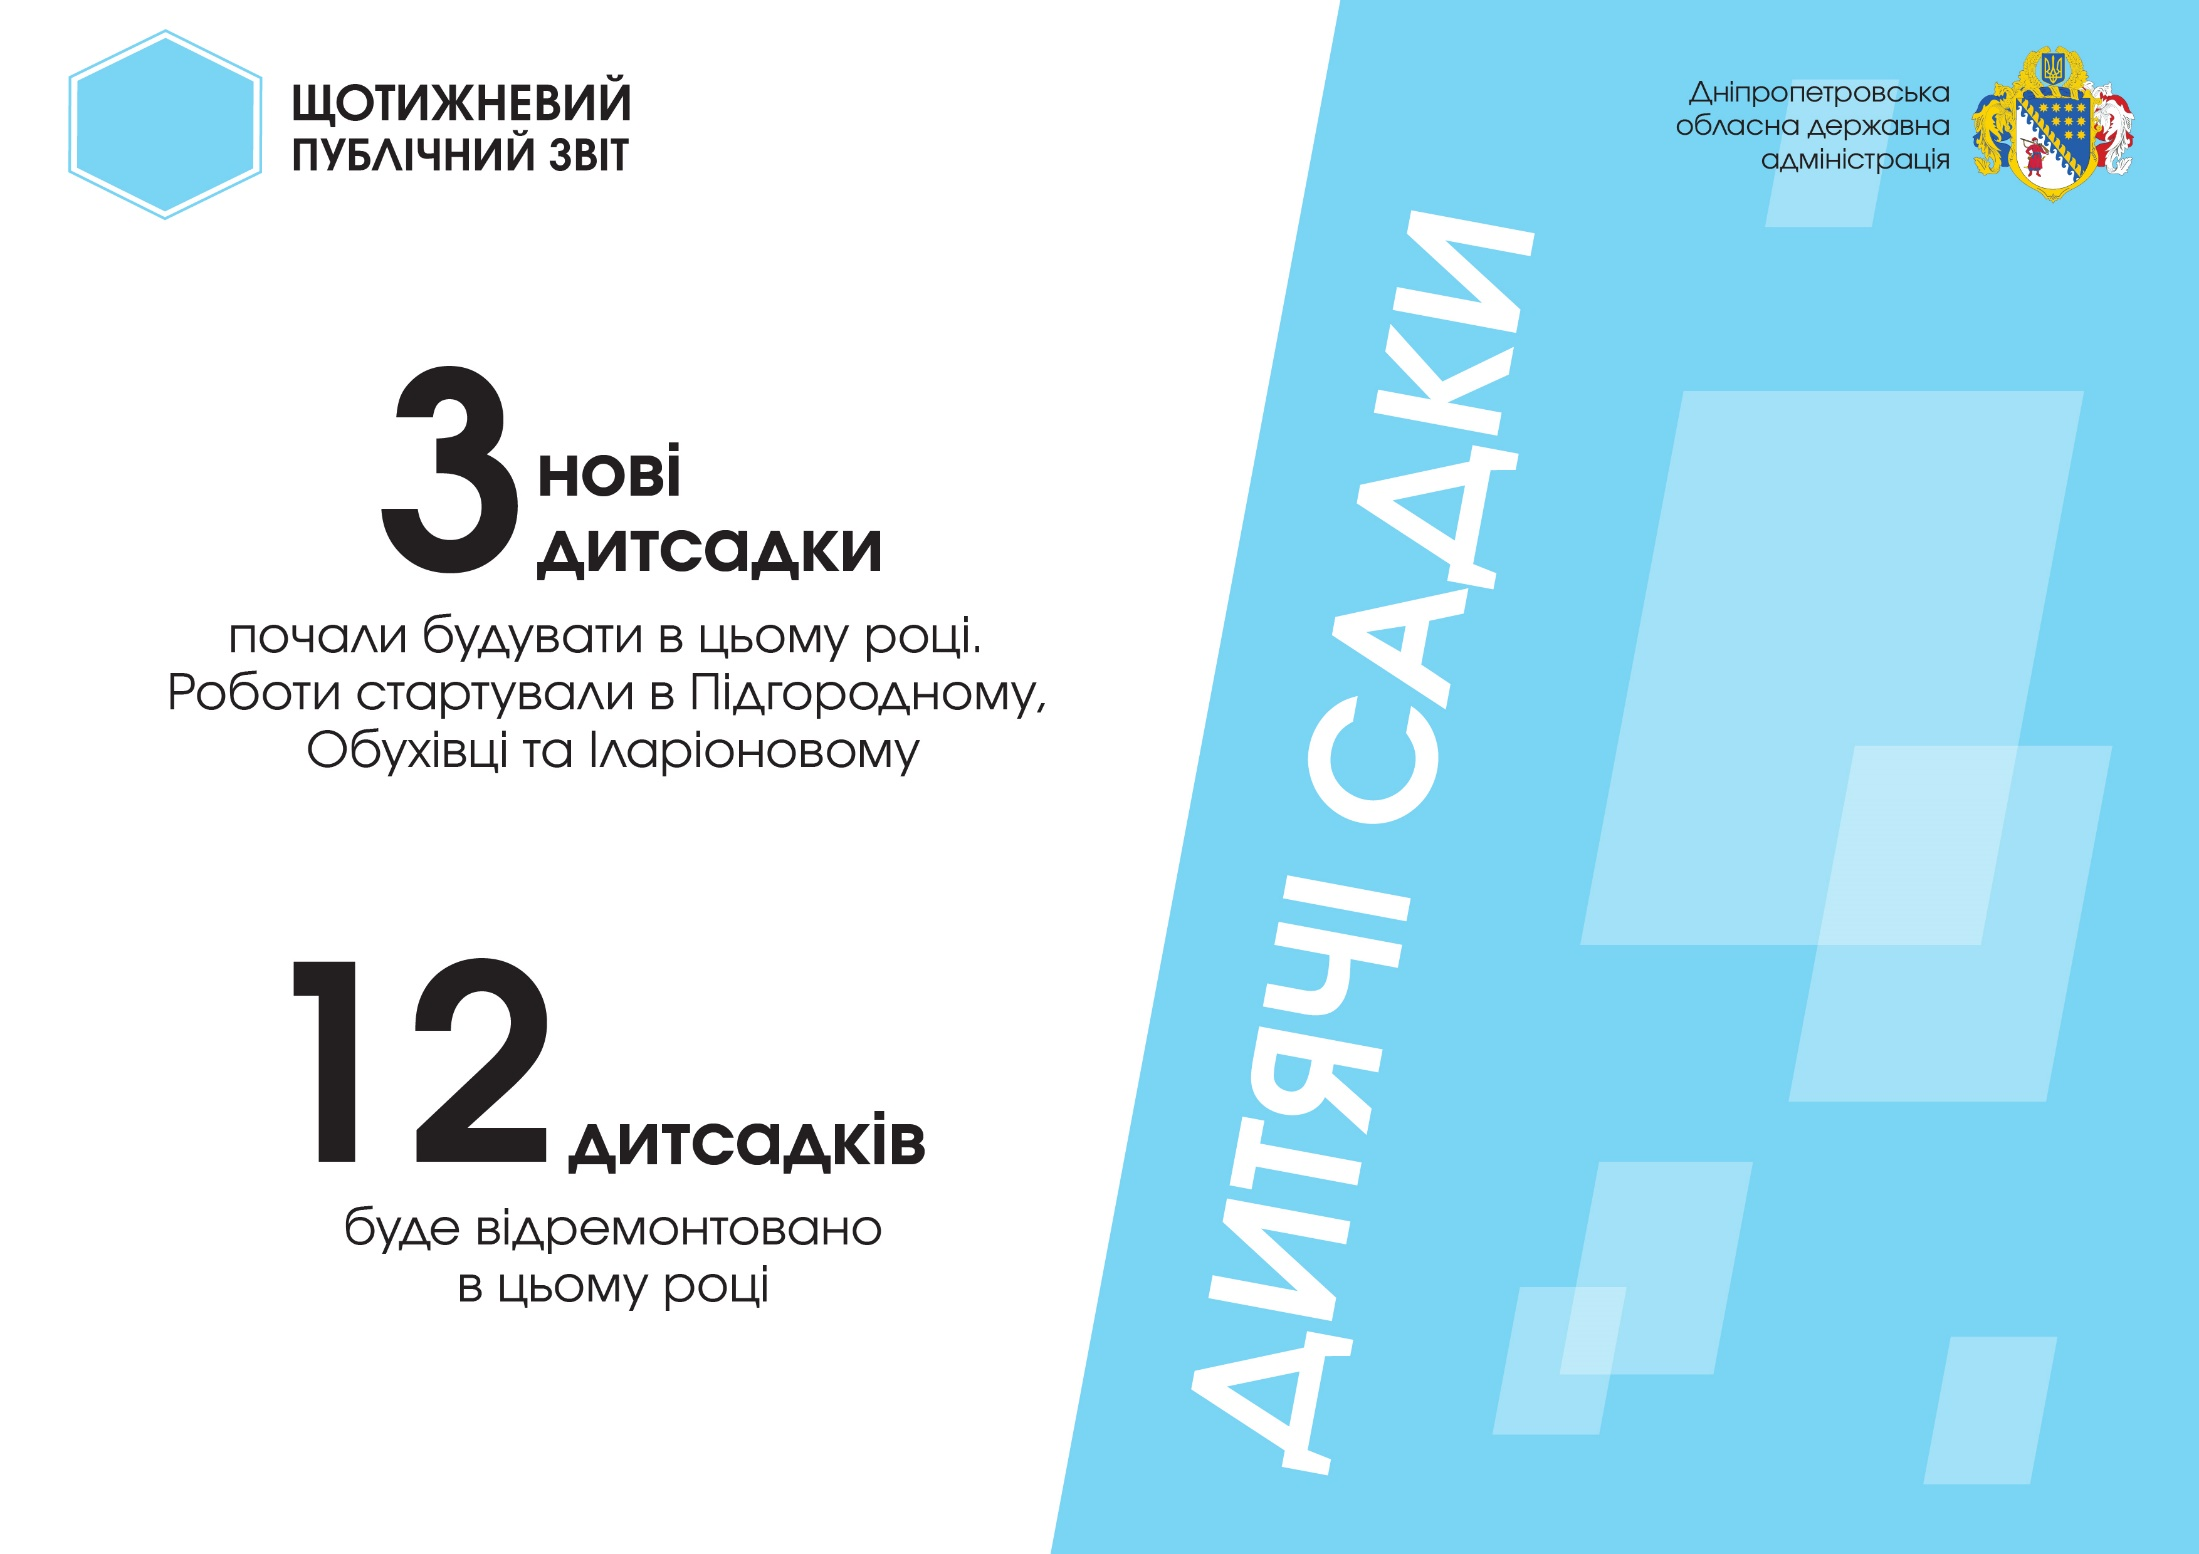 ЩОТИЖНЕВИЙ
ПУБЛІЧНИЙ ЗВІТ
Дніпропетровська
обласна державна
адміністрація
3 нові
дитсадки
почали будувати в цьому році.
Роботи стартували в Підгородному,
Обухівці та Іларіоновому
12 дитсадків
буде відремонтовано
в цьому році
ДИТЯЧІ САДКИ